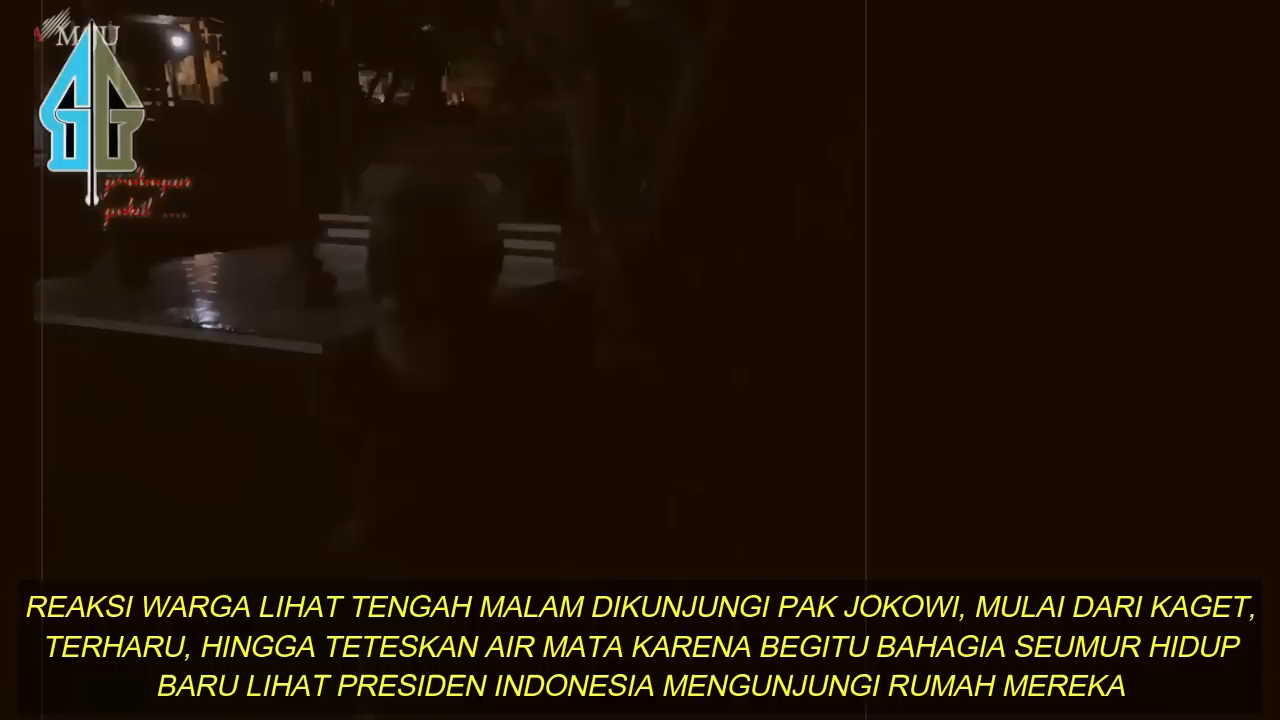 REAKSI WARGA LIHAT TENGAH MALAM DIKUNJUNGI PAK JOKOWI, MULAI DARI KAGET,
TERHARU, HINGGA TETESKAN AIR MATA KARENA BEGITU BAHAGIA SEUMUR HIDUP
BARU LIHAT PRESIDEN INDONESIA MENGUNJUNGI RUMAH MEREKA